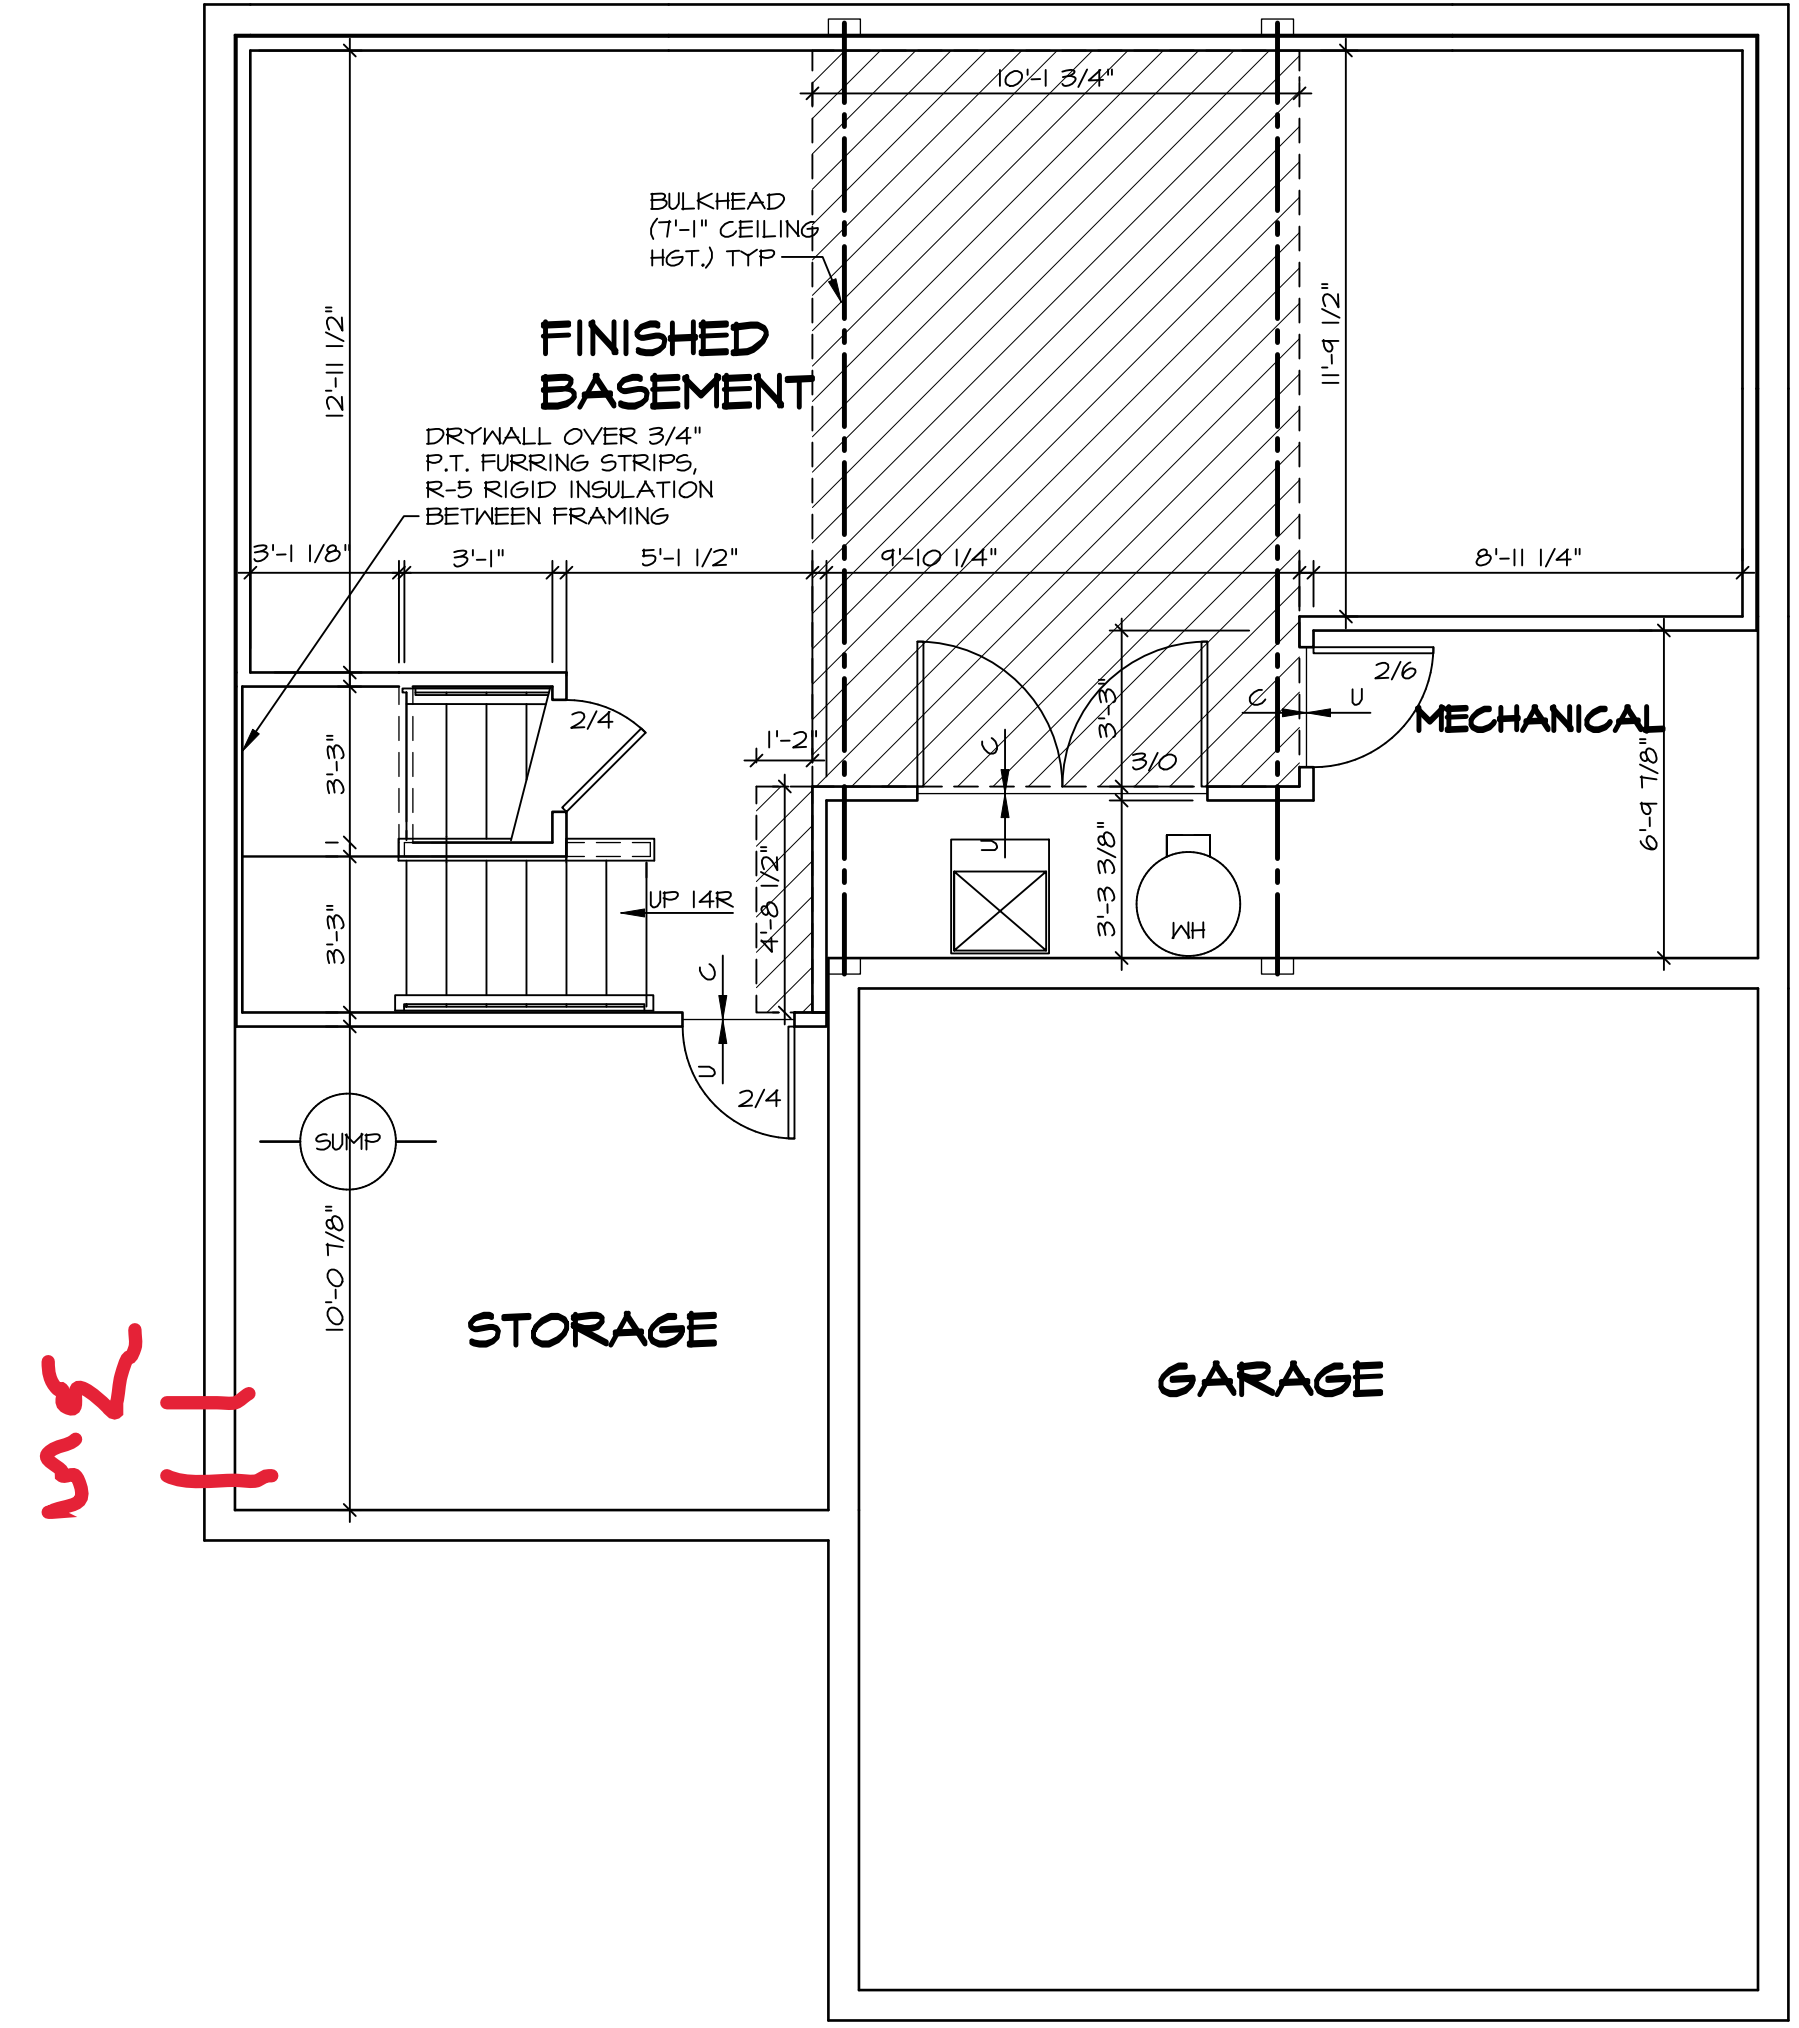 10'-1 3/4"
BULKHEAD
(7'-1" CEILING
HGT.) TYP
12'-11 1/2"
11'-9 1/2"
FINISHED
BASEMENT
DRYWALL OVER 3/4"
P.T. FURRING STRIPS,
R-5 RIGID INSULATION
BETWEEN FRAMING
3'-1 1/8"
3'-1"
5'-1 1/2"
9'-10 1/4"
8'-11 1/4"
2/6
C
U
MECHANICAL
2/4
3'-3"
1'-2"
3'-3"
C
3/0
6'-9 7/8"
U
4'-8 1/2"
3'-3 3/8"
UP 14R
WH
3'-3"
C
U
2/4
SUMP
10'-0 7/8"
STORAGE
GARAGE